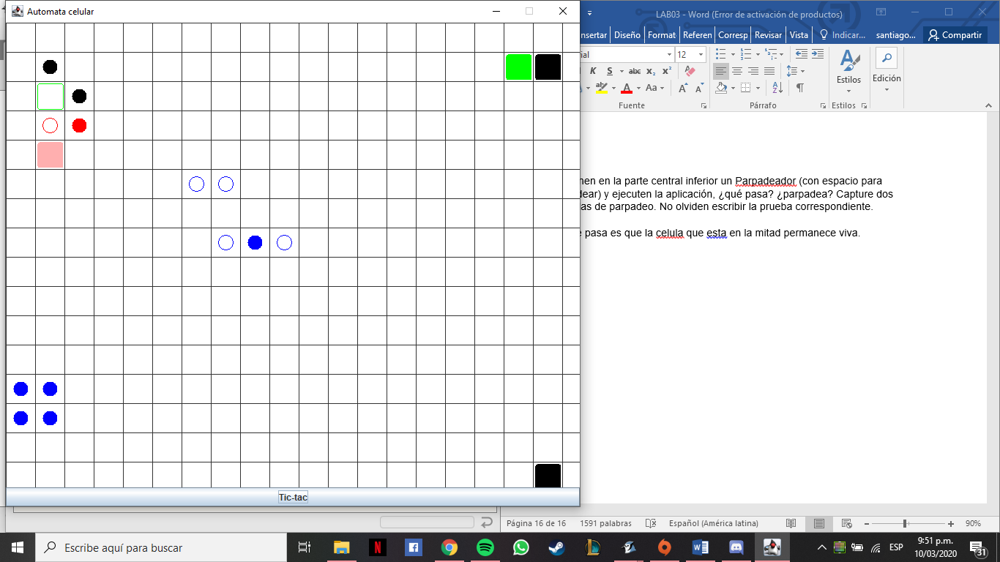 Automata celular
LAB03 - Word (Error de activación de productos)
nsertar Diseño Format Referen Corresp Revisar Vista Indicar... santiago... Compartir
ial 12
K S abc x₂ x² Estilos Edición
A Aa A A
Fuente Párrafo Estilos
nen en la parte central inferior un Parpadeador (con espacio para
dear) y ejecuten la aplicación, ¿qué pasa? ¿parpadea? Capture dos
as de parpadeo. No olviden escribir la prueba correspondiente.
e pasa es que la celula que esta en la mitad permanece viva.
Tic-tac
Página 16 de 16 1591 palabras Español (América latina) 90%
Escribe aquí para buscar
ESP 9:51 p.m.
10/03/2020 31